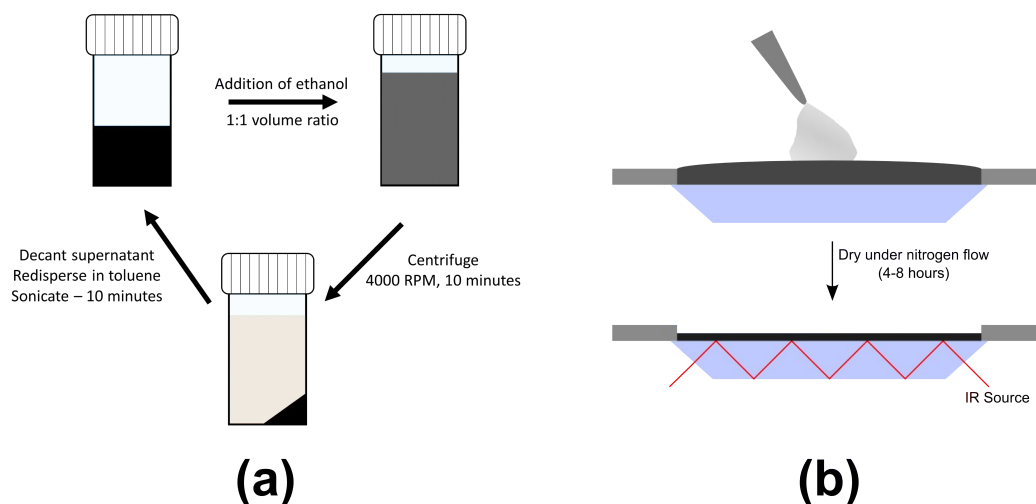 Addition of ethanol
1:1 volume ratio
Centrifuge
4000 RPM, 10 minutes
Decant supernatant
Redisperse in toluene
Sonicate – 10 minutes
(a)
Dry under nitrogen flow
(4-8 hours)
IR Source
(b)